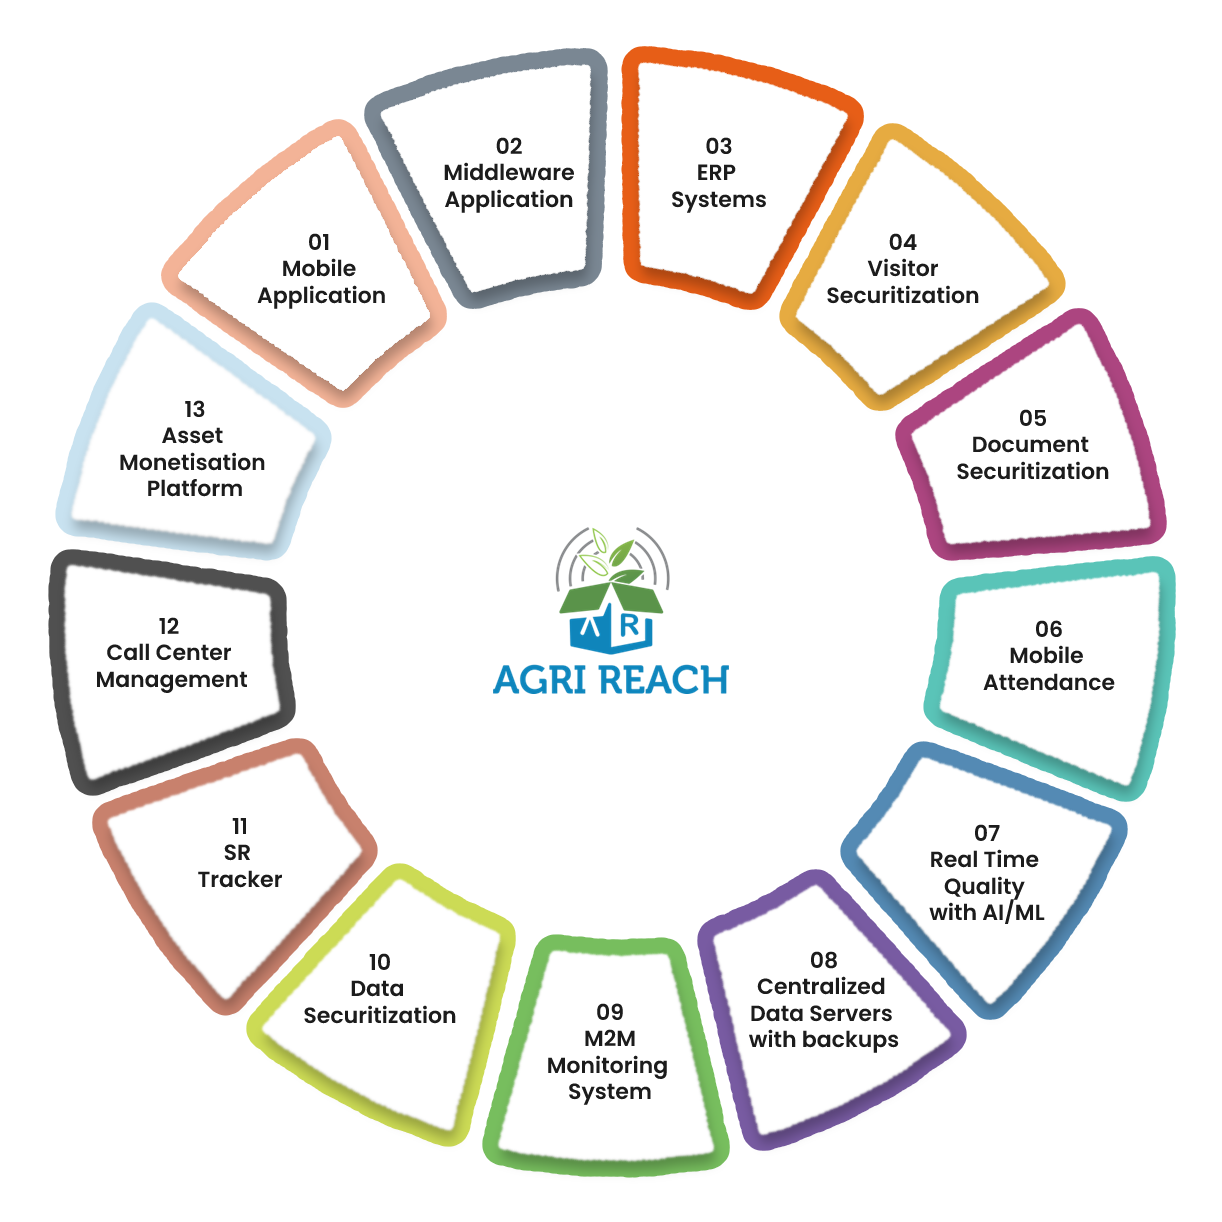 01
Mobile
Application
02
Middleware
Application
03
ERP
Systems
04
Visitor
Securitization
05
Document
Securitization
06
Mobile
Attendance
07
Real Time
Quality
with AI/ML
08
Centralized
Data Servers
with backups
09
M2M
Monitoring
System
10
Data
Securitization
11
SR
Tracker
12
Call Center
Management
13
Asset
Monetisation
Platform
A R
AGRI REACH